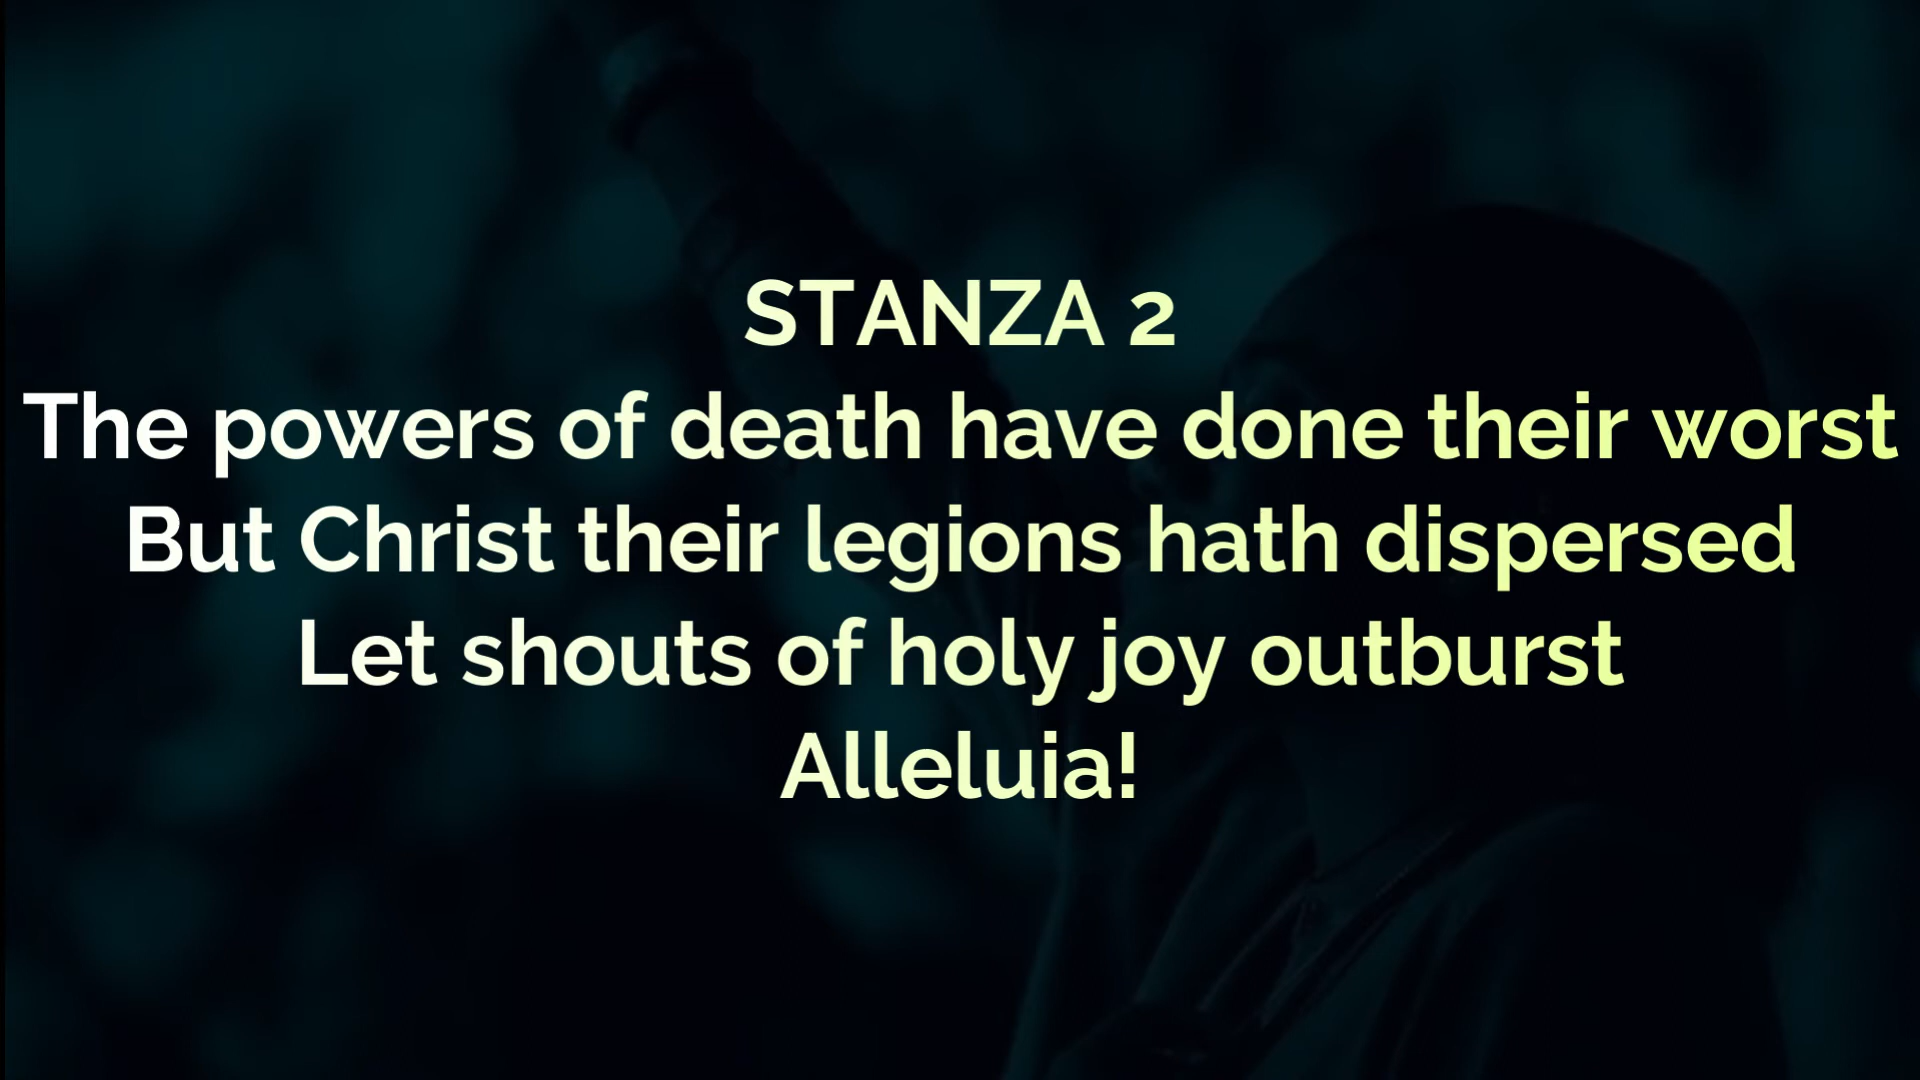 STANZA 2
The powers of death have done their worst
But Christ their legions hath dispersed
Let shouts of holy joy outburst
Alleluia!